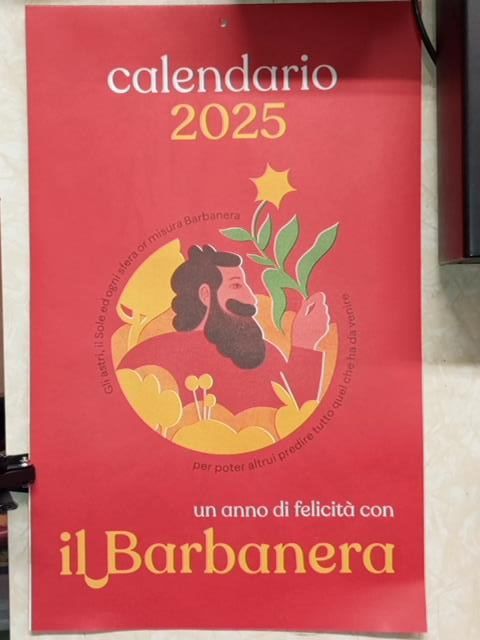 calendario
2025
Gli astri, il Sole ed ogni sfera or misura Barbanera
per poter altrui predire tutto quel che ha da venire
un anno di felicità con
il Barbanera